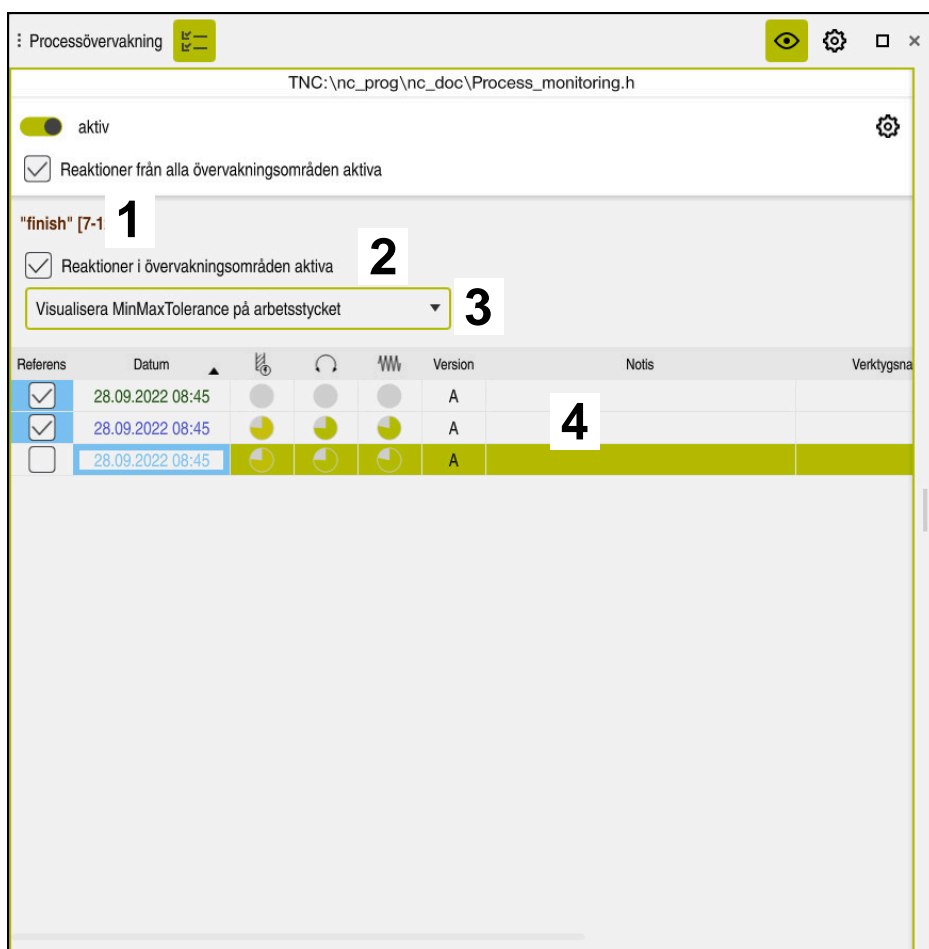 Processövervakning
TNC:\nc_prog\nc_doc\Process_monitoring.h
aktiv
Reaktioner från alla övervakningsområden aktiva
"finish" [7-1
1
Reaktioner i övervakningsområden aktiva
2
Visualisera MinMaxTolerance på arbetsstycket
3
Referens Datum Version Notis Verktygsna
28.09.2022 08:45 A
28.09.2022 08:45 A
4
28.09.2022 08:45 A